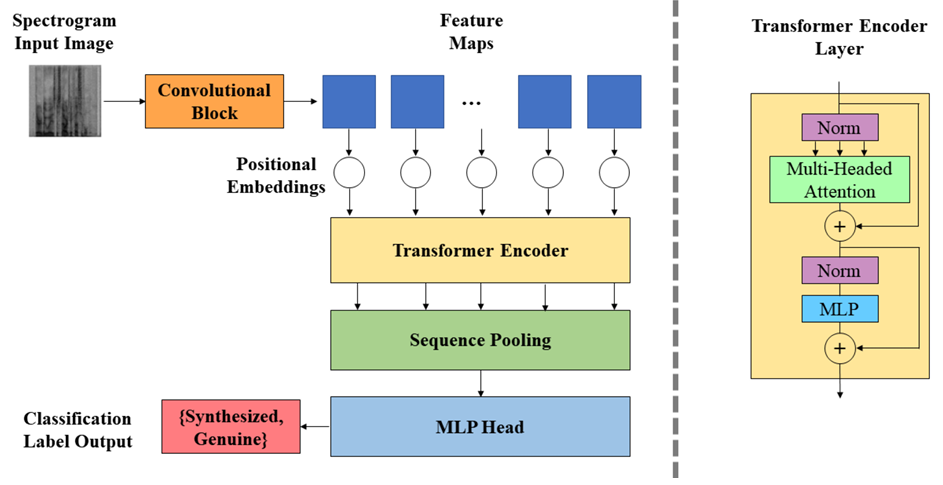 Spectrogram
Input Image
Convolutional
Block
Feature
Maps
...
Positional
Embeddings
Transformer Encoder
Sequence Pooling
MLP Head
{Synthesized,
Genuine}
Classification
Label Output
Transformer Encoder
Layer
Norm
Multi-Headed
Attention
+
Norm
MLP
+